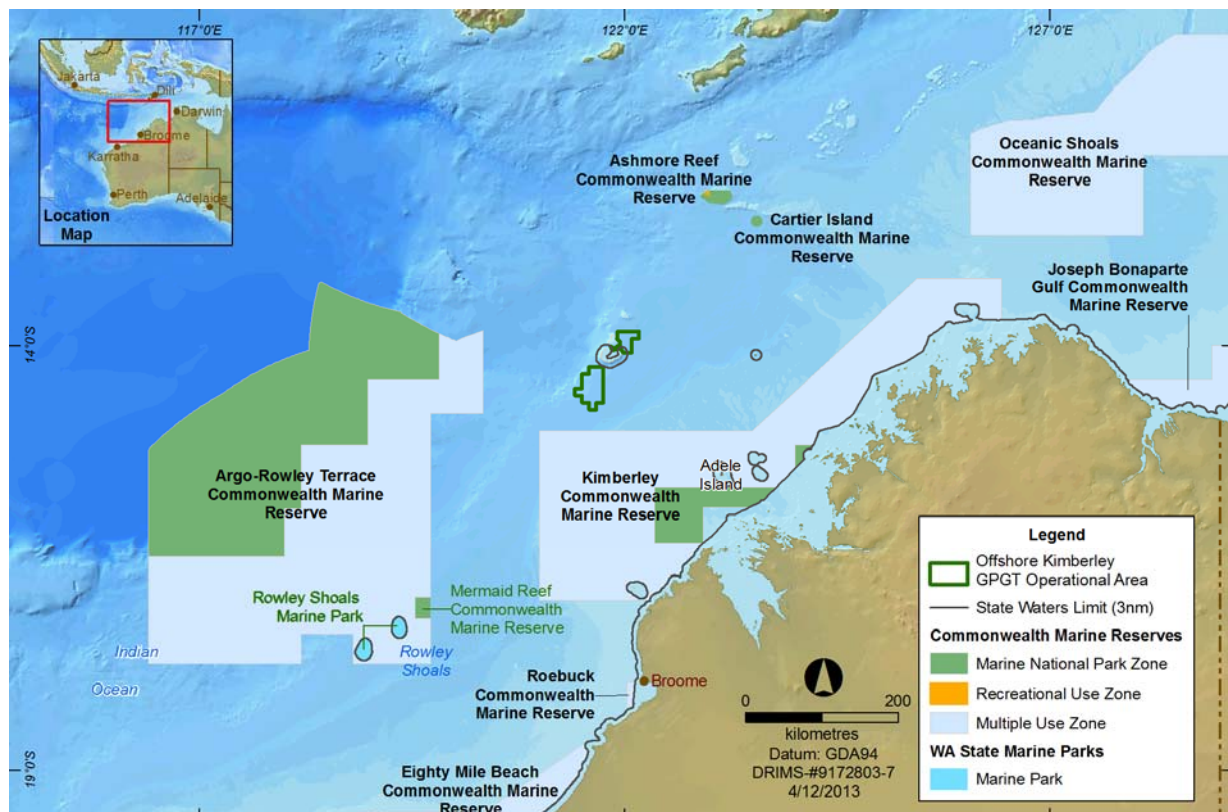 117°0'E
122°0'E
127°0'E
Jakarta
Dili
Darwin
Broome
Karratha
Perth
Adelaide
Location
Map
Ashmore Reef
Commonwealth Marine
Reserve
Cartier Island
Commonwealth Marine
Reserve
Oceanic Shoals
Commonwealth Marine
Reserve
Joseph Bonaparte
Gulf Commonwealth
Marine Reserve
14°0'S
Argo-Rowley Terrace
Commonwealth Marine
Reserve
Kimberley
Commonwealth
Marine Reserve
Adele
Island
Rowley Shoals
Marine Park
Mermaid Reef
Commonwealth
Marine Reserve
Indian
Ocean
Rowley
Shoals
Roebuck
Commonwealth
Marine Reserve
Broome
19°0'S
Eighty Mile Beach
Commonwealth Marine
Reserve
0 200
kilometres
Datum: GDA94
DRIMS-#9172803-7
4/12/2013
Legend
Offshore Kimberley
GPGT Operational Area
State Waters Limit (3nm)
Commonwealth Marine Reserves
Marine National Park Zone
Recreational Use Zone
Multiple Use Zone
WA State Marine Parks
Marine Park